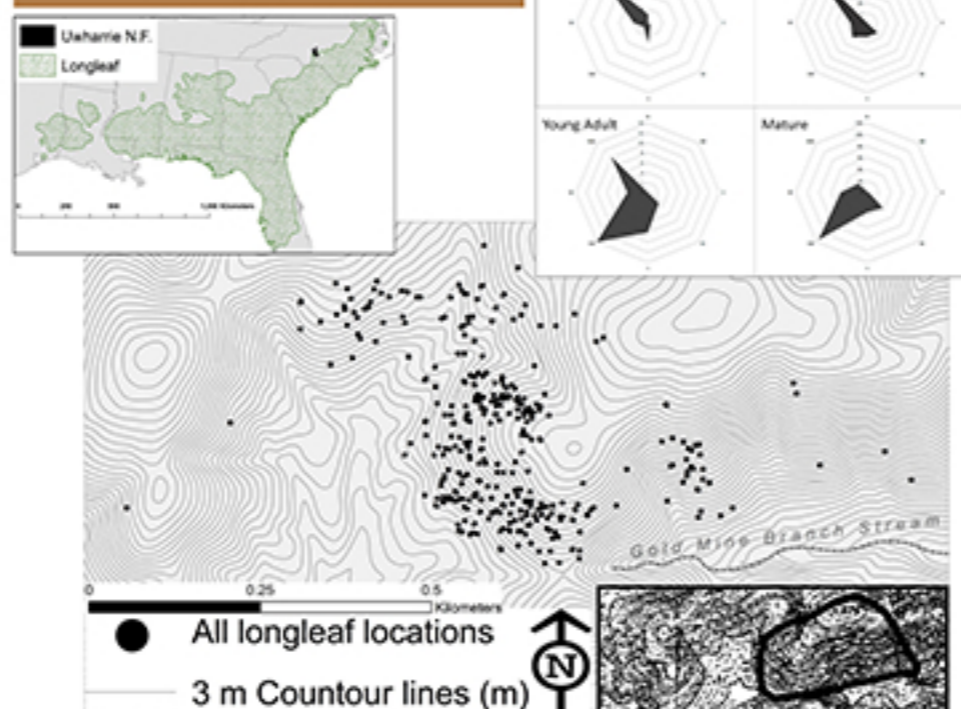 Uwharrie N.F.
Longleaf
Young Adult
Mature
Gold Mine Branch Stream
0
0.25
0.5
Kilometers
All longleaf locations
N
3 m Countour lines (m)